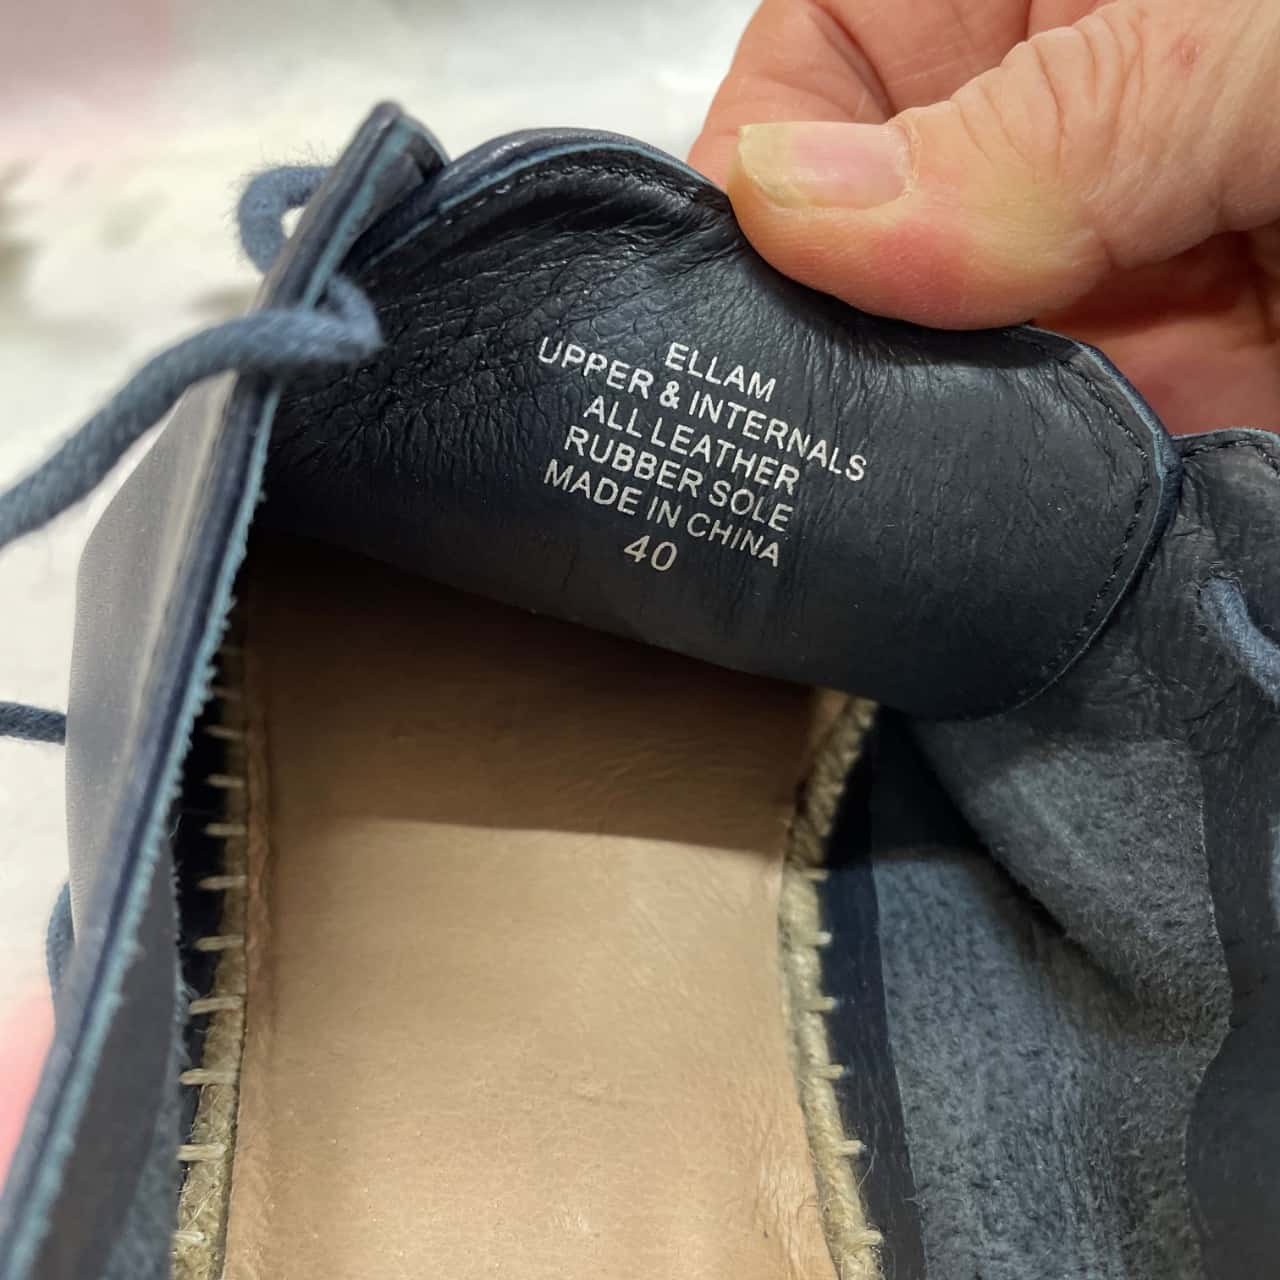 ELLAM
UPPER & INTERNALS
ALL LEATHER
RUBBER SOLE
MADE IN CHINA
40